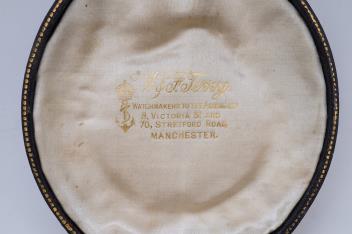 WATCHMAKERS TO THE ADMIRALTY
8, VICTORIA ST. AND
70, STRETFORD ROAD,
MANCHESTER.